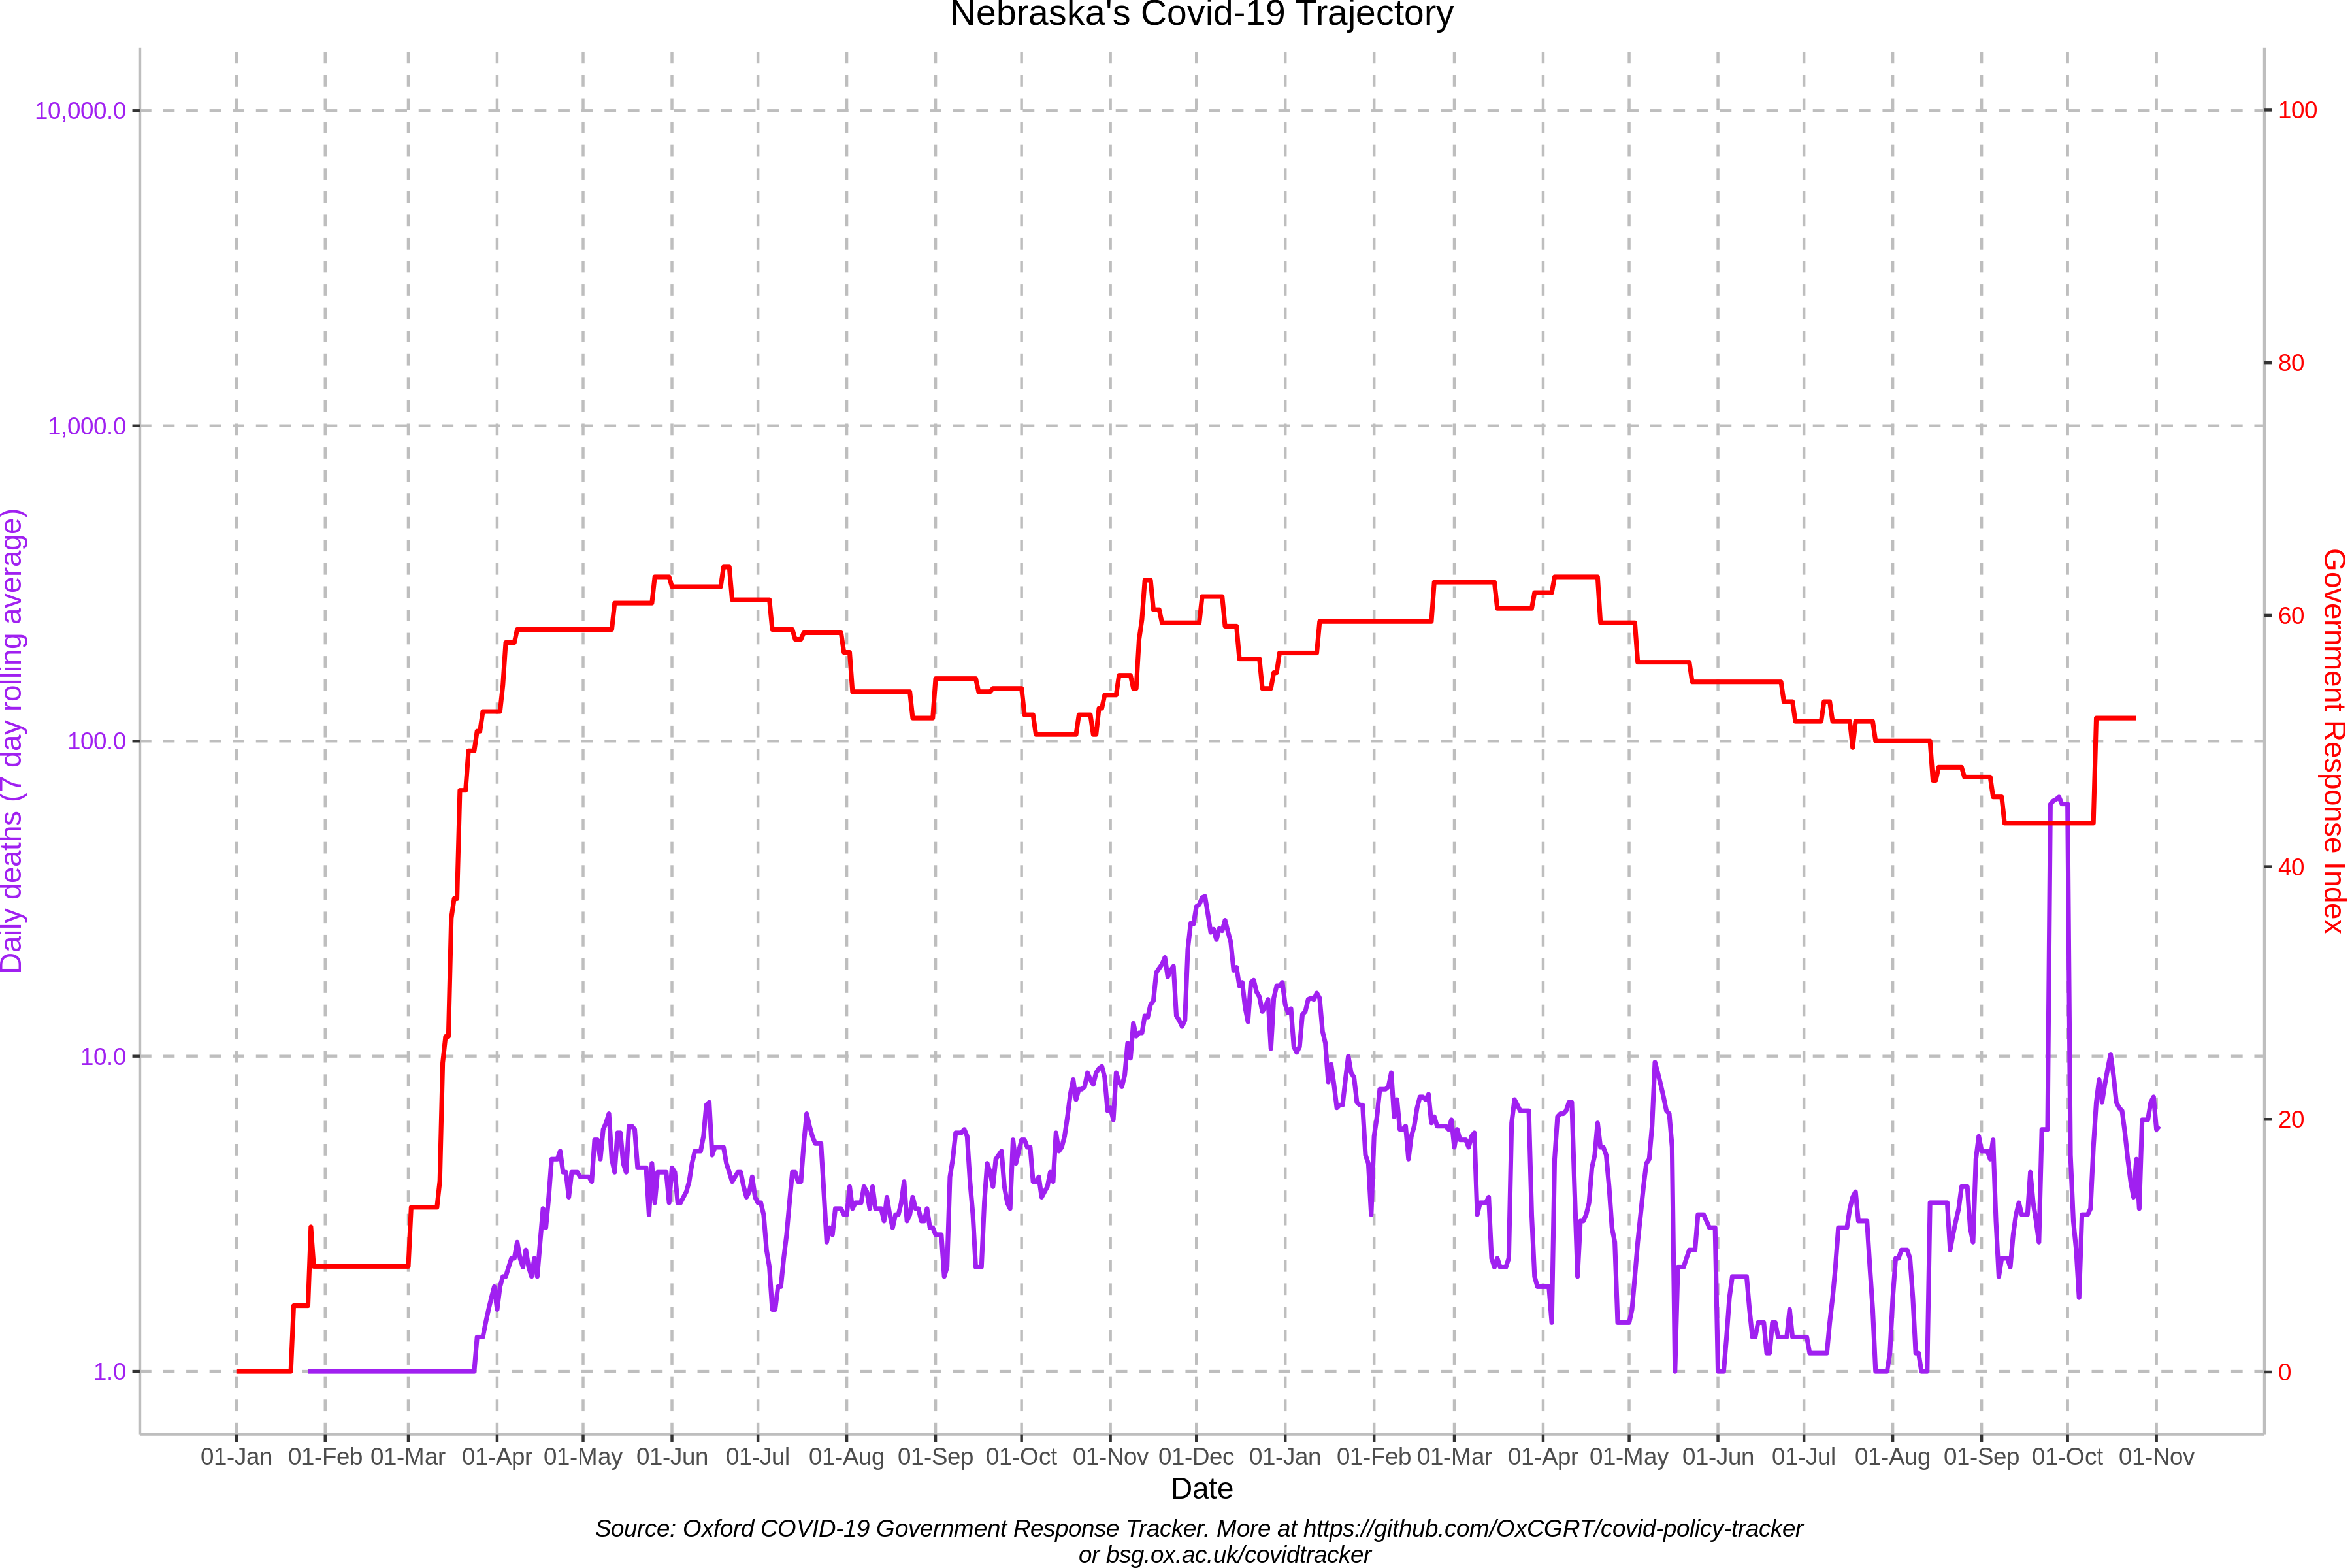 Nebraska's Covid-19 Trajectory
10,000.0
1,000.0
100.0
10.0
1.0
Daily deaths (7 day rolling average)
100
80
60
40
20
0
Government Response Index
01-Jan 01-Feb 01-Mar 01-Apr 01-May 01-Jun 01-Jul 01-Aug 01-Sep 01-Oct 01-Nov 01-Dec 01-Jan 01-Feb 01-Mar 01-Apr 01-May 01-Jun 01-Jul 01-Aug 01-Sep 01-Oct 01-Nov
Date
Source: Oxford COVID-19 Government Response Tracker. More at https://github.com/OxCGRT/covid-policy-tracker
or bsg.ox.ac.uk/covidtracker